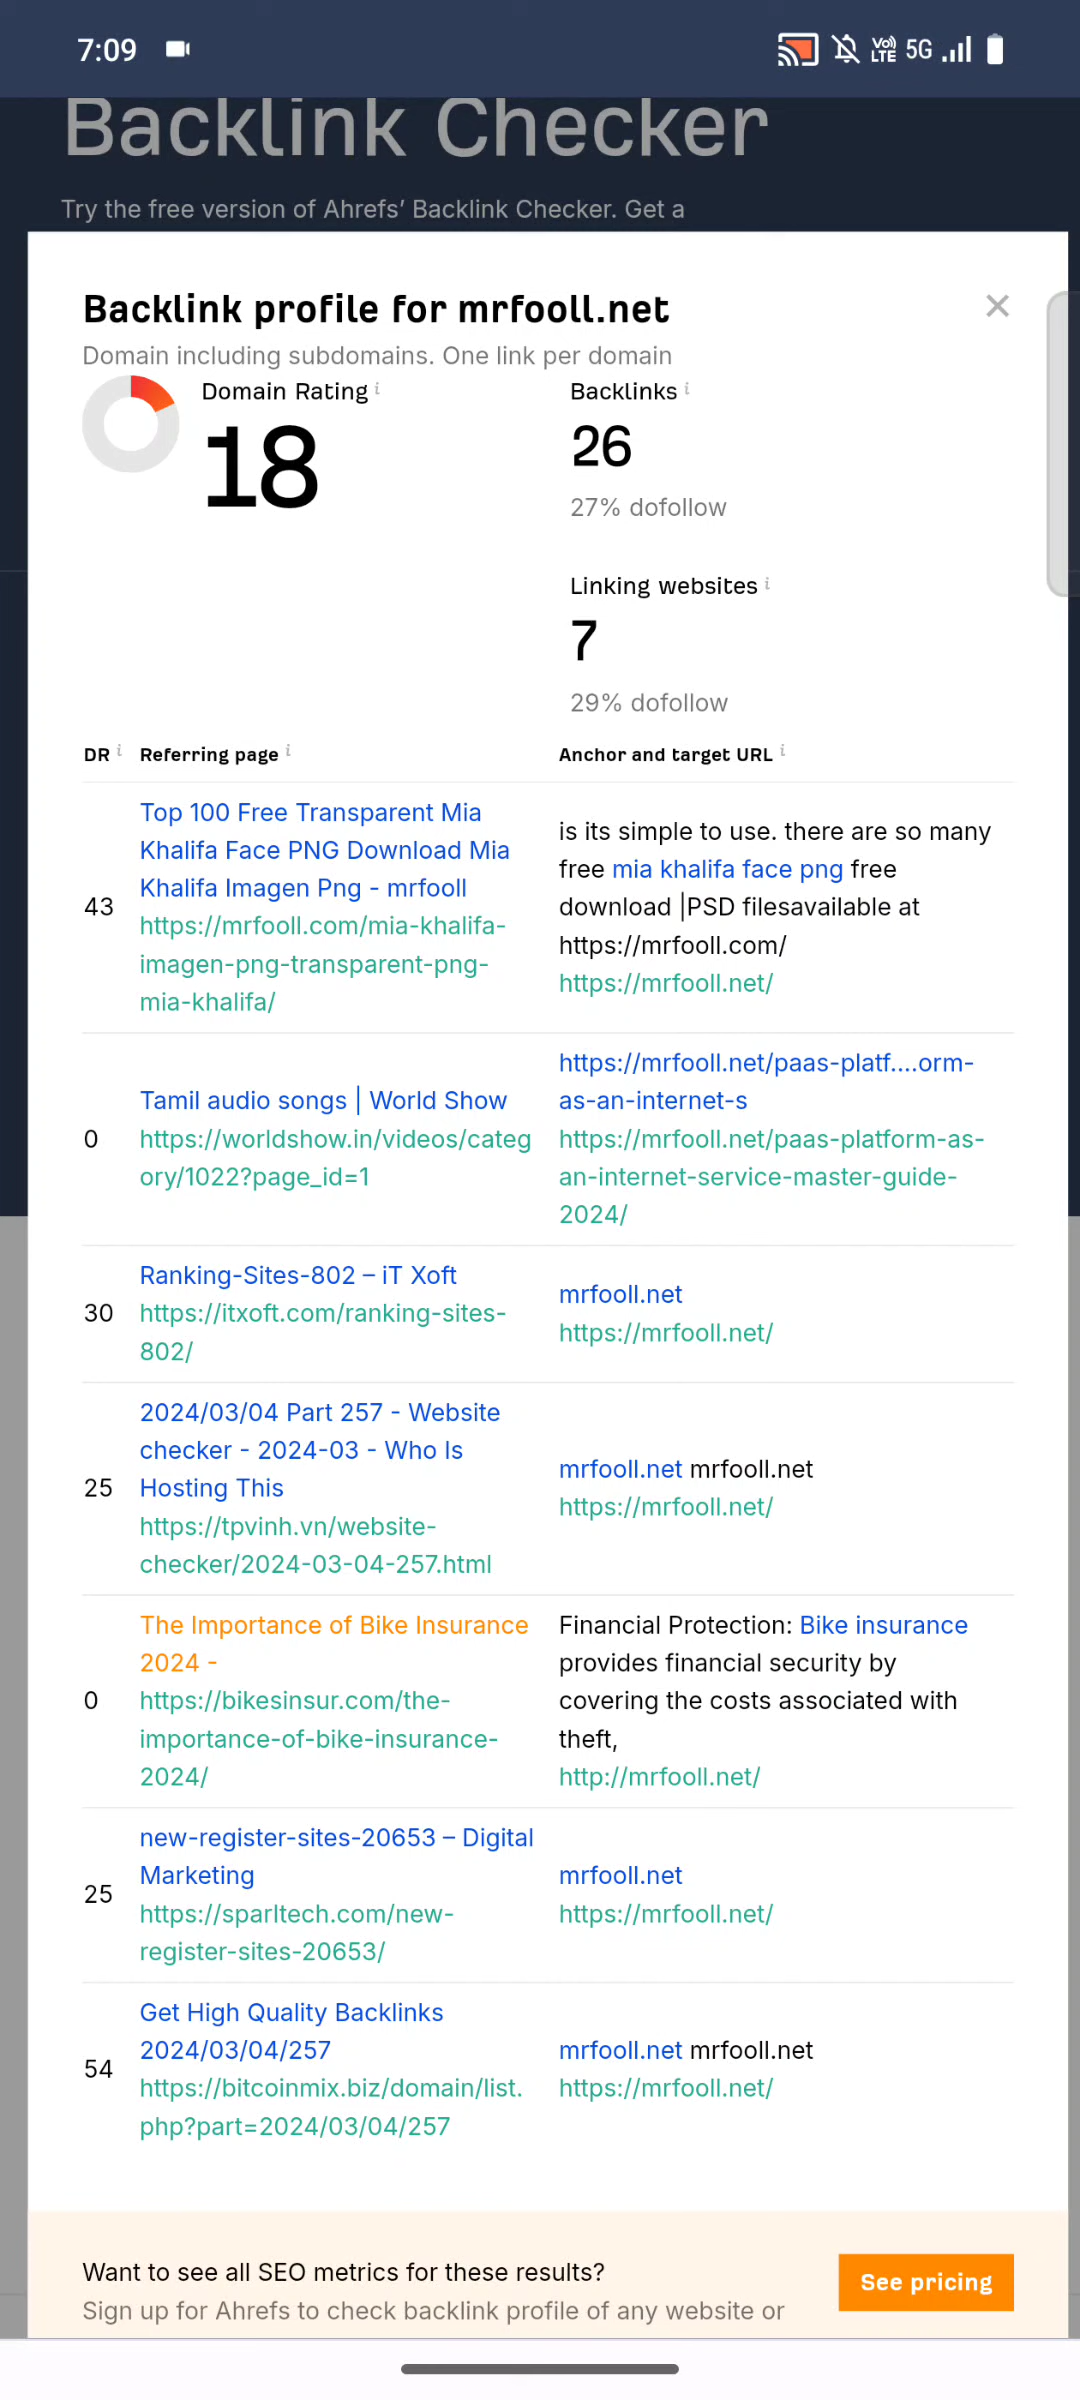 7:09
Vo)) LTE 5G
Backlink Checker
Try the free version of Ahrefs' Backlink Checker. Get a
Backlink profile for mrfooll.net
Domain including subdomains. One link per domain
Domain Rating i
18
Backlinks i
26
27% dofollow
Linking websites i
7
29% dofollow
DR i Referring page i Anchor and target URL i
43
Top 100 Free Transparent Mia
Khalifa Face PNG Download Mia
Khalifa Imagen Png - mrfooll
https://mrfooll.com/mia-khalifa-
imagen-png-transparent-png-
mia-khalifa/
is its simple to use. there are so many
free mia khalifa face png free
download |PSD filesavailable at
https://mrfooll.com/
https://mrfooll.net/
0
Tamil audio songs | World Show
https://worldshow.in/videos/categ
ory/1022?page_id=1
https://mrfooll.net/paas-platf....orm-
as-an-internet-s
https://mrfooll.net/paas-platform-as-
an-internet-service-master-guide-
2024/
30
Ranking-Sites-802 – iT Xoft
https://itxoft.com/ranking-sites-
802/
mrfooll.net
https://mrfooll.net/
25
2024/03/04 Part 257 - Website
checker - 2024-03 - Who Is
Hosting This
https://tpvinh.vn/website-
checker/2024-03-04-257.html
mrfooll.net mrfooll.net
https://mrfooll.net/
0
The Importance of Bike Insurance
2024 -
https://bikesinsur.com/the-
importance-of-bike-insurance-
2024/
Financial Protection: Bike insurance
provides financial security by
covering the costs associated with
theft,
http://mrfooll.net/
25
new-register-sites-20653 – Digital
Marketing
https://sparltech.com/new-
register-sites-20653/
mrfooll.net
https://mrfooll.net/
54
Get High Quality Backlinks
2024/03/04/257
https://bitcoinmix.biz/domain/list.
php?part=2024/03/04/257
mrfooll.net mrfooll.net
https://mrfooll.net/
Want to see all SEO metrics for these results?
Sign up for Ahrefs to check backlink profile of any website or
See pricing